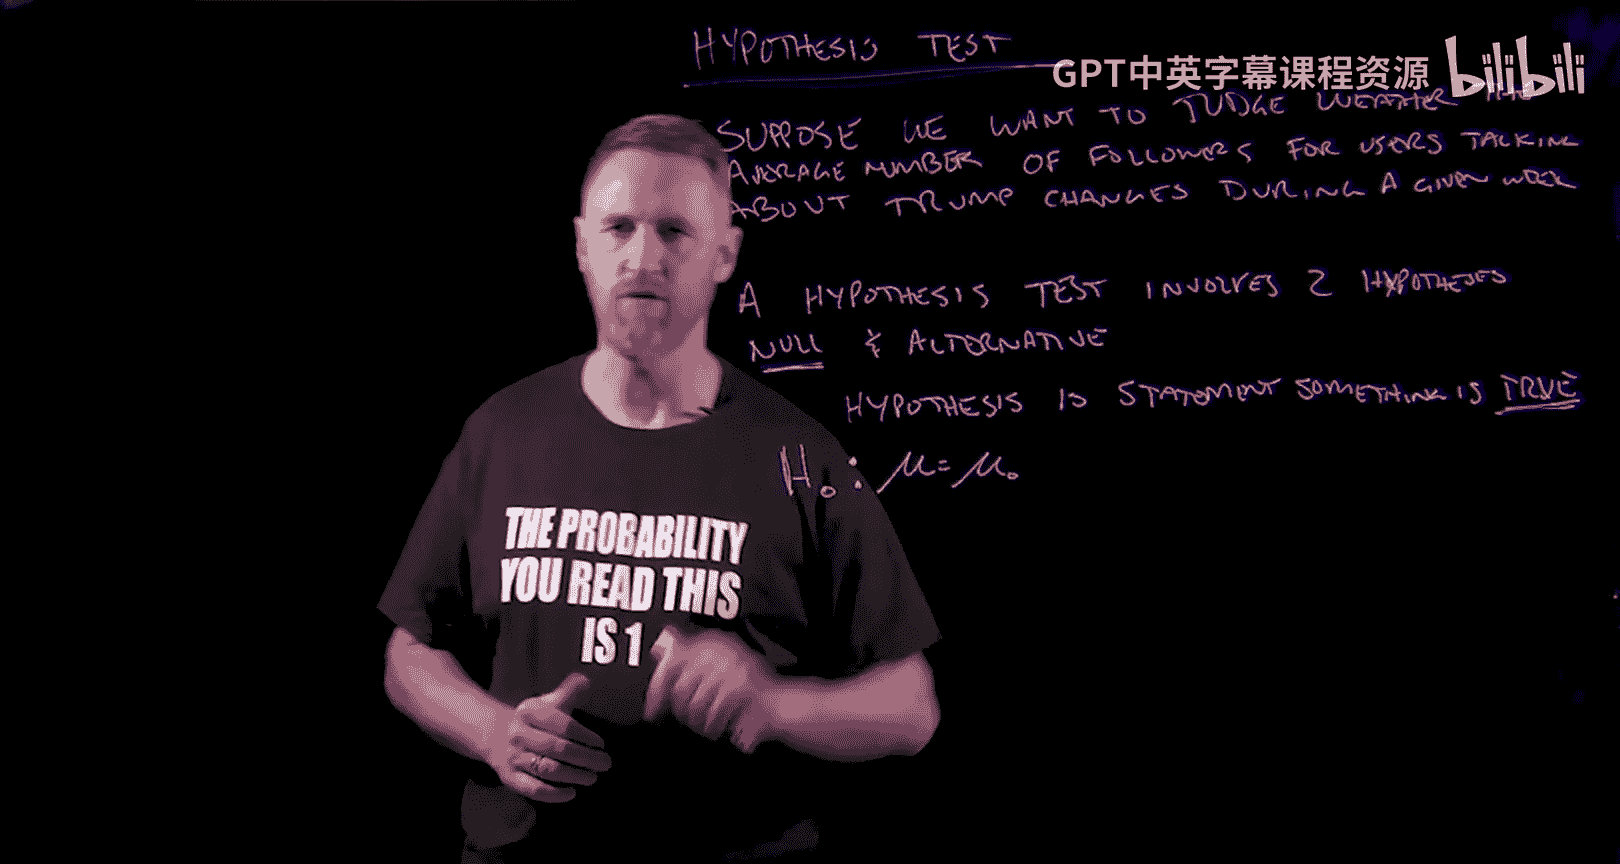 HYPOTHESIS TEST
GPT中英字幕课程资源 bilibili
SUPPOSE WE WANT TO JUDGE WEATHER THE
AVERAGE NUMBER OF FOLLOWERS FOR USERS TALKING
ABOUT TRUMP CHANGES DURING A GIVEN WEEK
A HYPOTHESIS TEST INVOLVES 2 HYPOTHESES
NULL & ALTERNATIVE
HYPOTHESIS IS STATEMENT SOMETHING IS TRUE
H₀: μ = μ₀
THE PROBABILITY
YOU READ THIS
IS 1